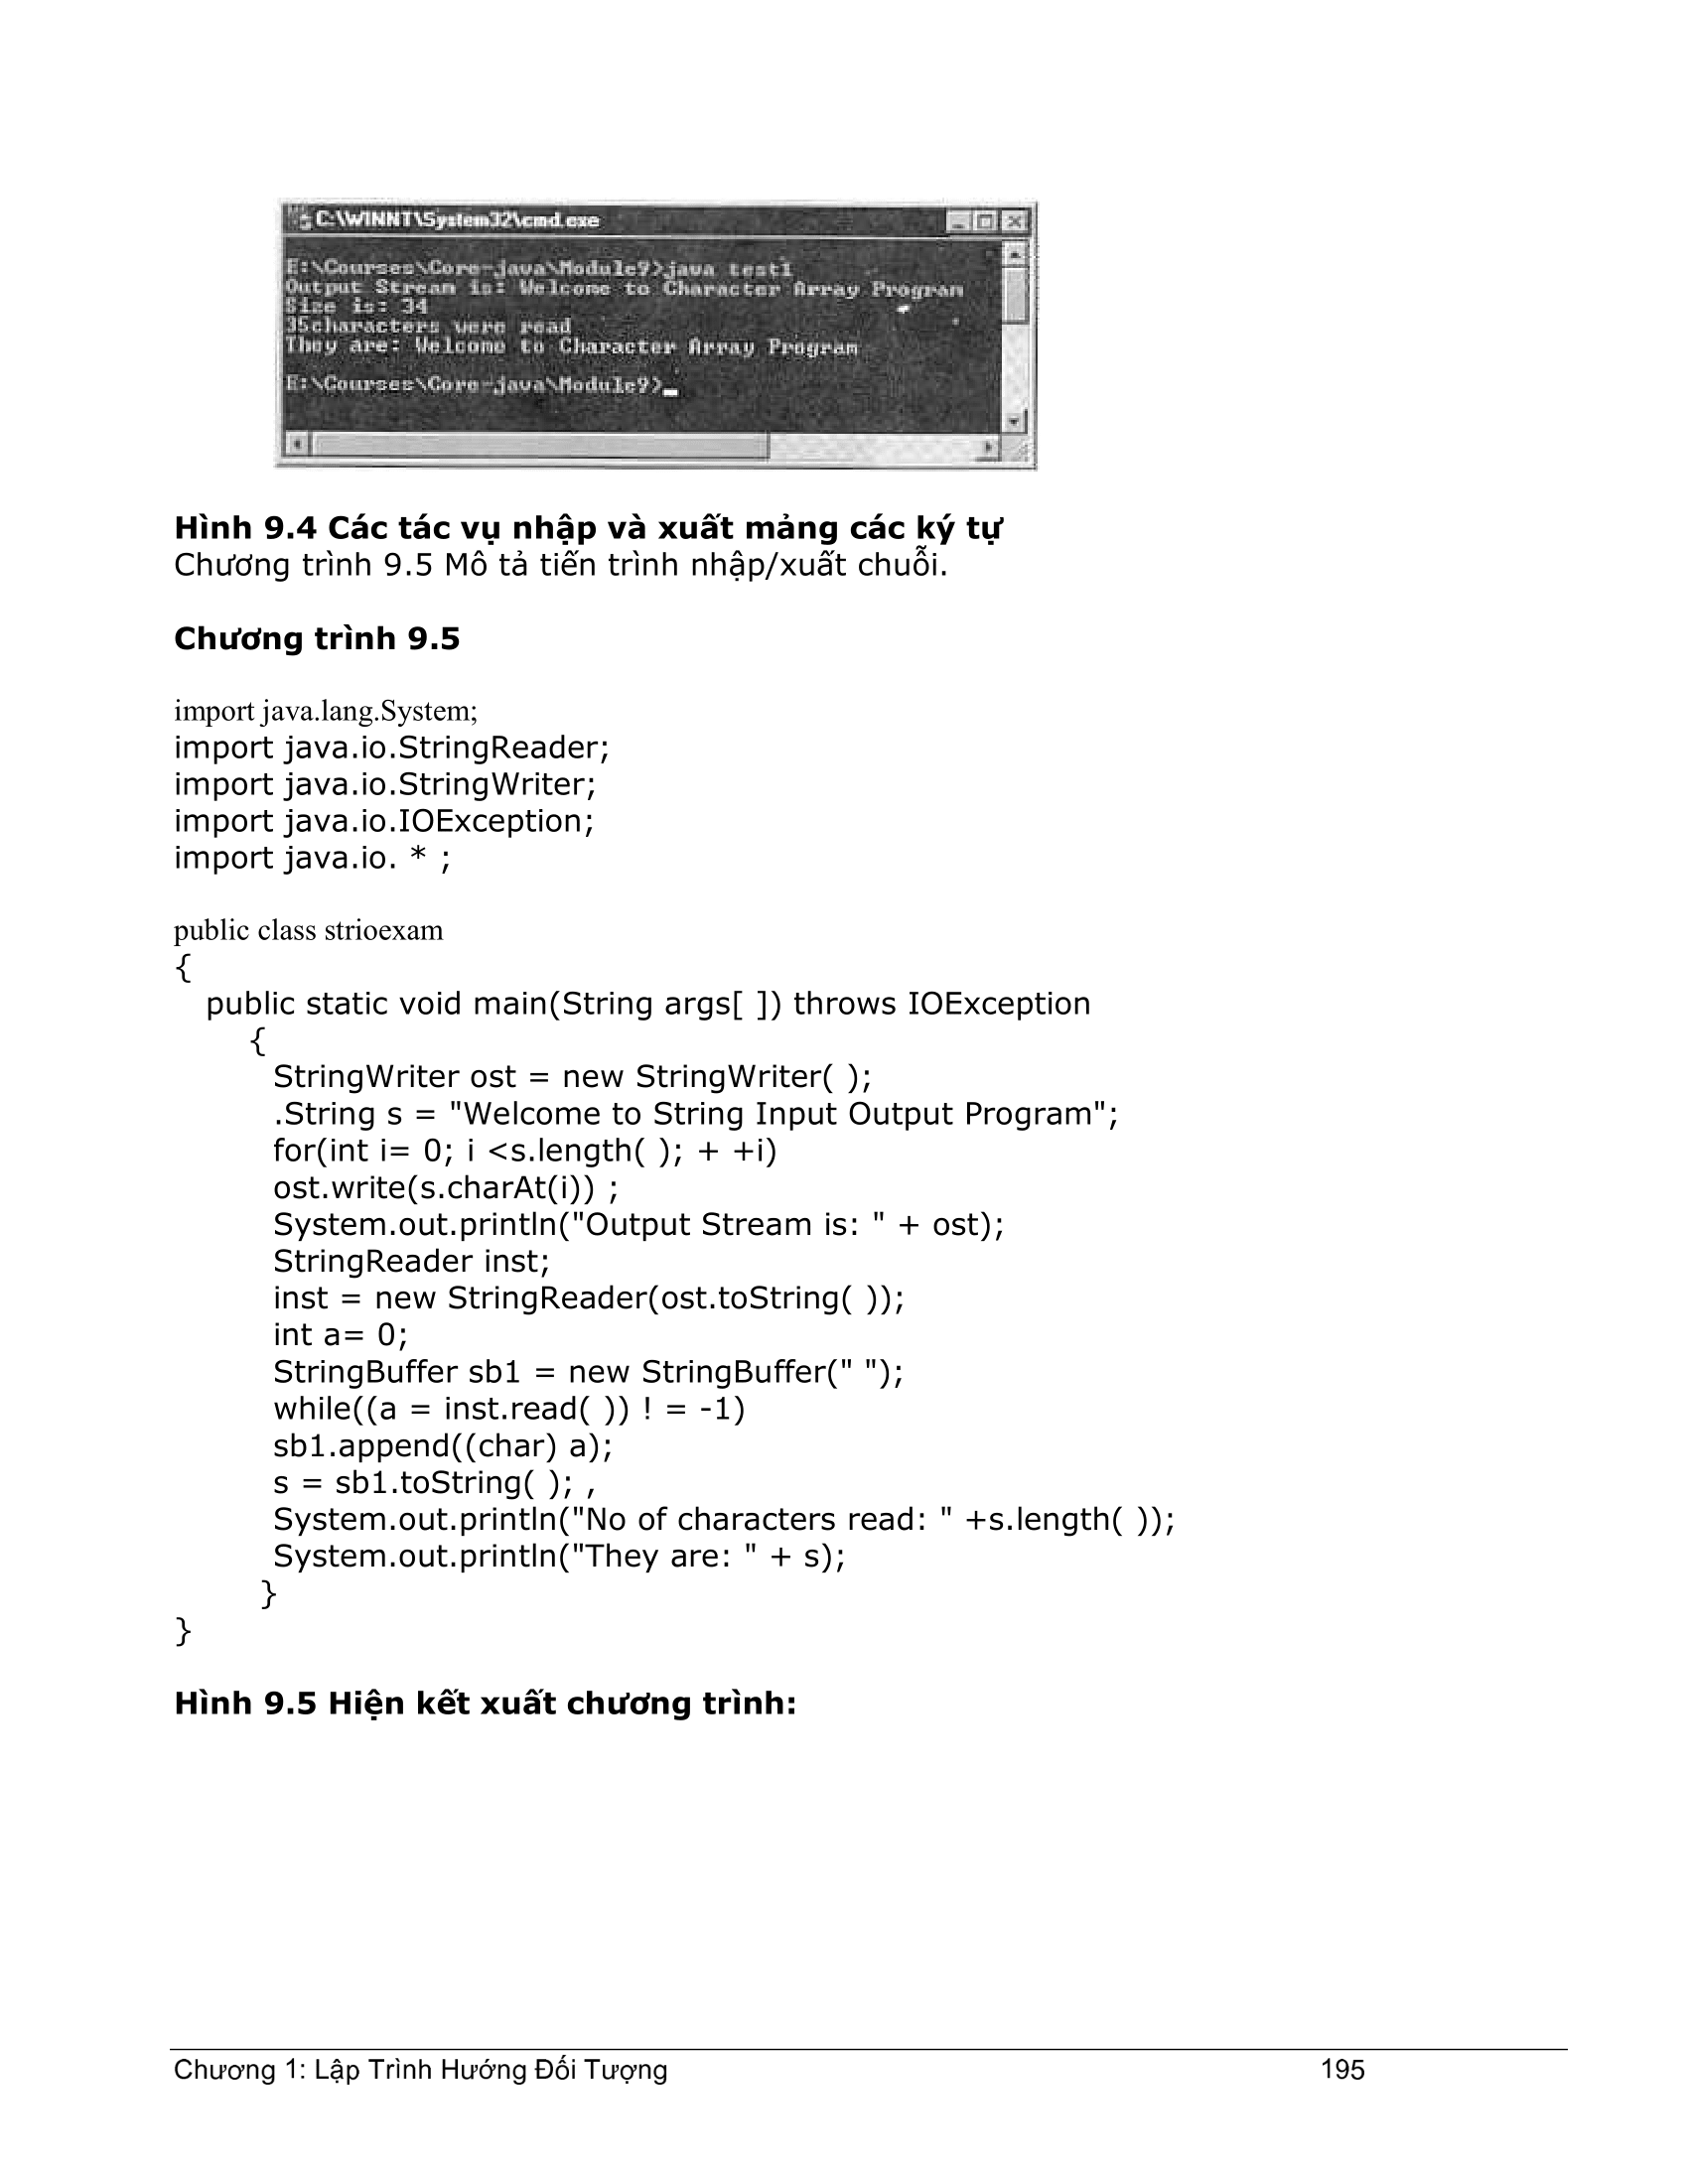 C:\WINNT\System32\cmd.exe
E:\Courses\Core-java\Module9>java test1
Output Stream is: Welcome to Character Array Program
Size is: 34
35characters were read
They are: Welcome to Character Array Program
E:\Courses\Core-java\Module9>_
Hình 9.4 Các tác vụ nhập và xuất mảng các ký tự
Chương trình 9.5 Mô tả tiến trình nhập/xuất chuỗi.
Chương trình 9.5
import java.lang.System;
import java.io.StringReader;
import java.io.StringWriter;
import java.io.IOException;
import java.io. * ;
public class strioexam
{
public static void main(String args[ ]) throws IOException
{
StringWriter ost = new StringWriter( );
.String s = "Welcome to String Input Output Program";
for(int i= 0; i <s.length( ); + +i)
ost.write(s.charAt(i)) ;
System.out.println("Output Stream is: " + ost);
StringReader inst;
inst = new StringReader(ost.toString( ));
int a= 0;
StringBuffer sb1 = new StringBuffer(" ");
while((a = inst.read( )) ! = -1)
sb1.append((char) a);
s = sb1.toString( ); ,
System.out.println("No of characters read: " +s.length( ));
System.out.println("They are: " + s);
}
}
Hình 9.5 Hiện kết xuất chương trình:
Chương 1: Lập Trình Hướng Đối Tượng 195